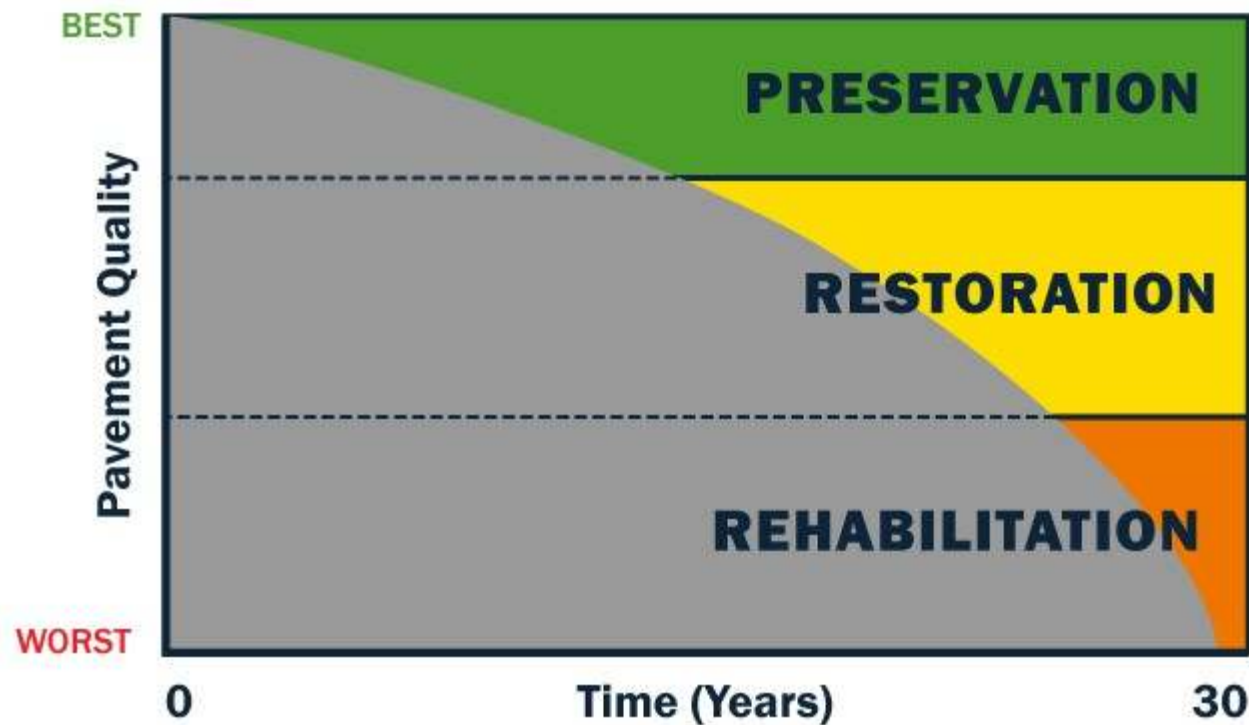 BEST
PRESERVATION
Pavement Quality
RESTORATION
REHABILITATION
WORST
0 Time (Years) 30